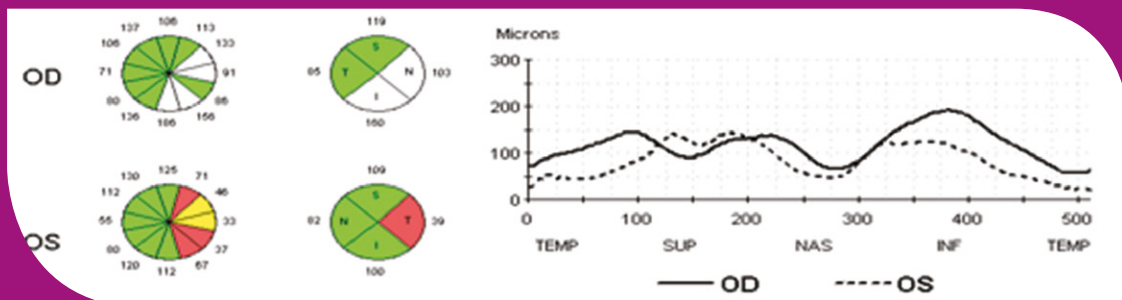 106
137 113
106 133
OD
71 91
80 86
136 156
186
119
S
85 T N 103
I
160
125
130 71
112 46
OS
55 33
80 37
120 67
112
109
S
82 N T 39
I
100
Microns
300
200
100
0
0 100 200 300 400 500
TEMP SUP NAS INF TEMP
OD OS